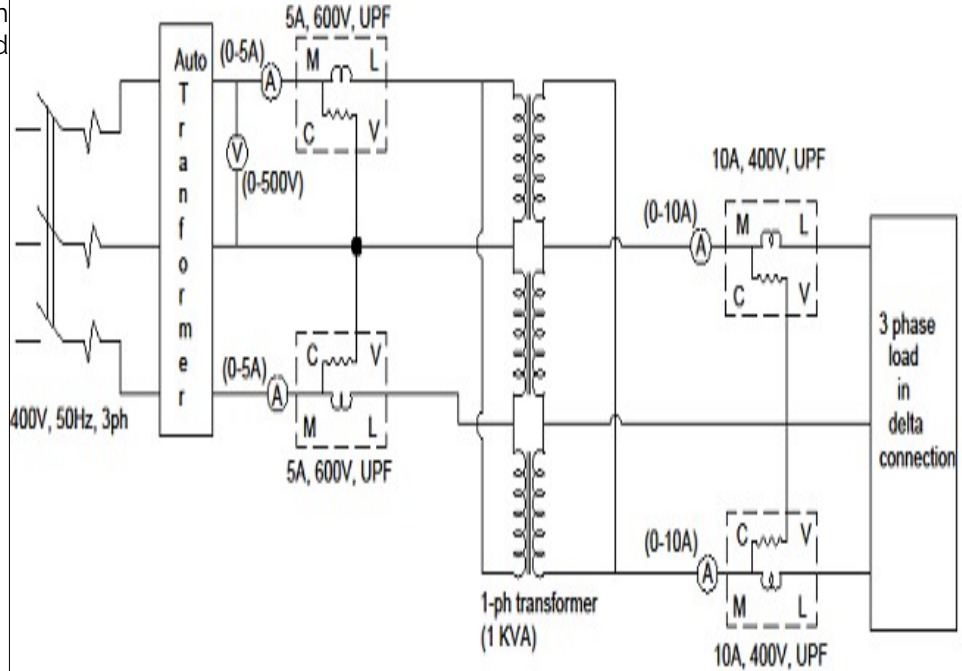 n
d
5A, 600V, UPF
Auto
T
r
a
n
f
o
r
m
e
r
(0-5A)
A
M L
C V
V
(0-500V)
400V, 50Hz, 3ph
(0-5A)
A
C V
M L
5A, 600V, UPF
1-ph transformer
(1 KVA)
10A, 400V, UPF
(0-10A)
A
M L
C V
3 phase
load
in
delta
connection
(0-10A)
A
C V
M L
10A, 400V, UPF